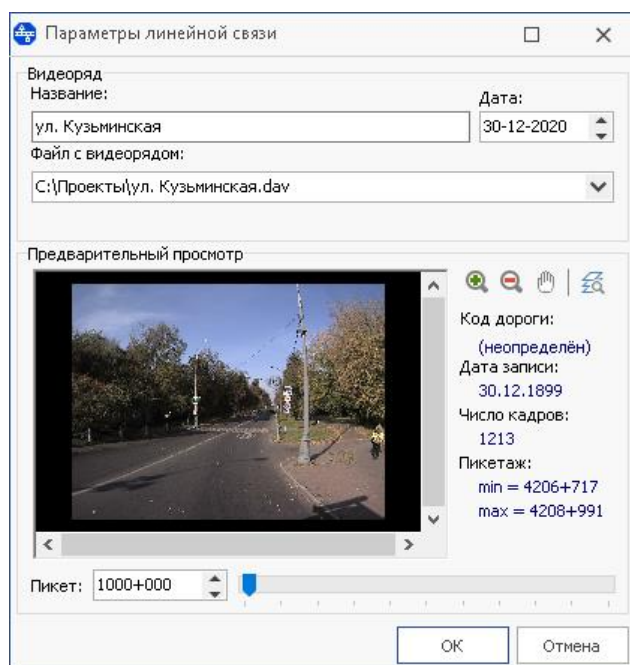 Параметры линейной связи
Видеоряд
Название:
Дата:
ул. Кузьминская
30-12-2020
Файл с видеорядом:
C:\Проекты\ул. Кузьминская.dav
Предварительный просмотр
Код дороги:
(неопределён)
Дата записи:
30.12.1899
Число кадров:
1213
Пикетаж:
min = 4206+717
max = 4208+991
Пикет:
1000+000
ОК
Отмена